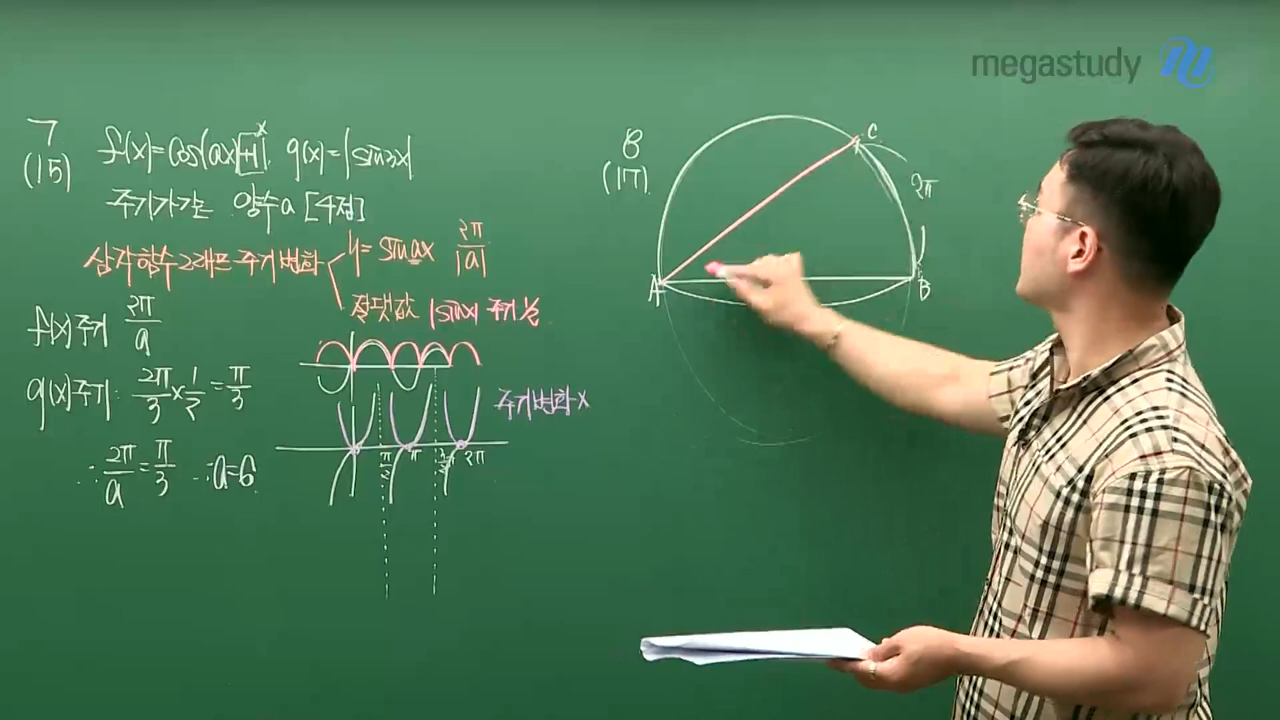 megastudy
7
(15)
f(x)=cos(ax)+1 g(x)=|sin3x|
주기가 같은 양수 a [4점]
삼각함수 그래프 주기변화
y= sin ax 2π/|a|
절댓값 |sinx| 주기 ½
f(x)주기 2π/a
g(x)주기: 2π/3 × 1/2 = π/3
∴ 2π/a = π/3 ∴ a=6
주기변화 x
π/2 π 3/2π 2π
8
(17).
A
B
C
2π